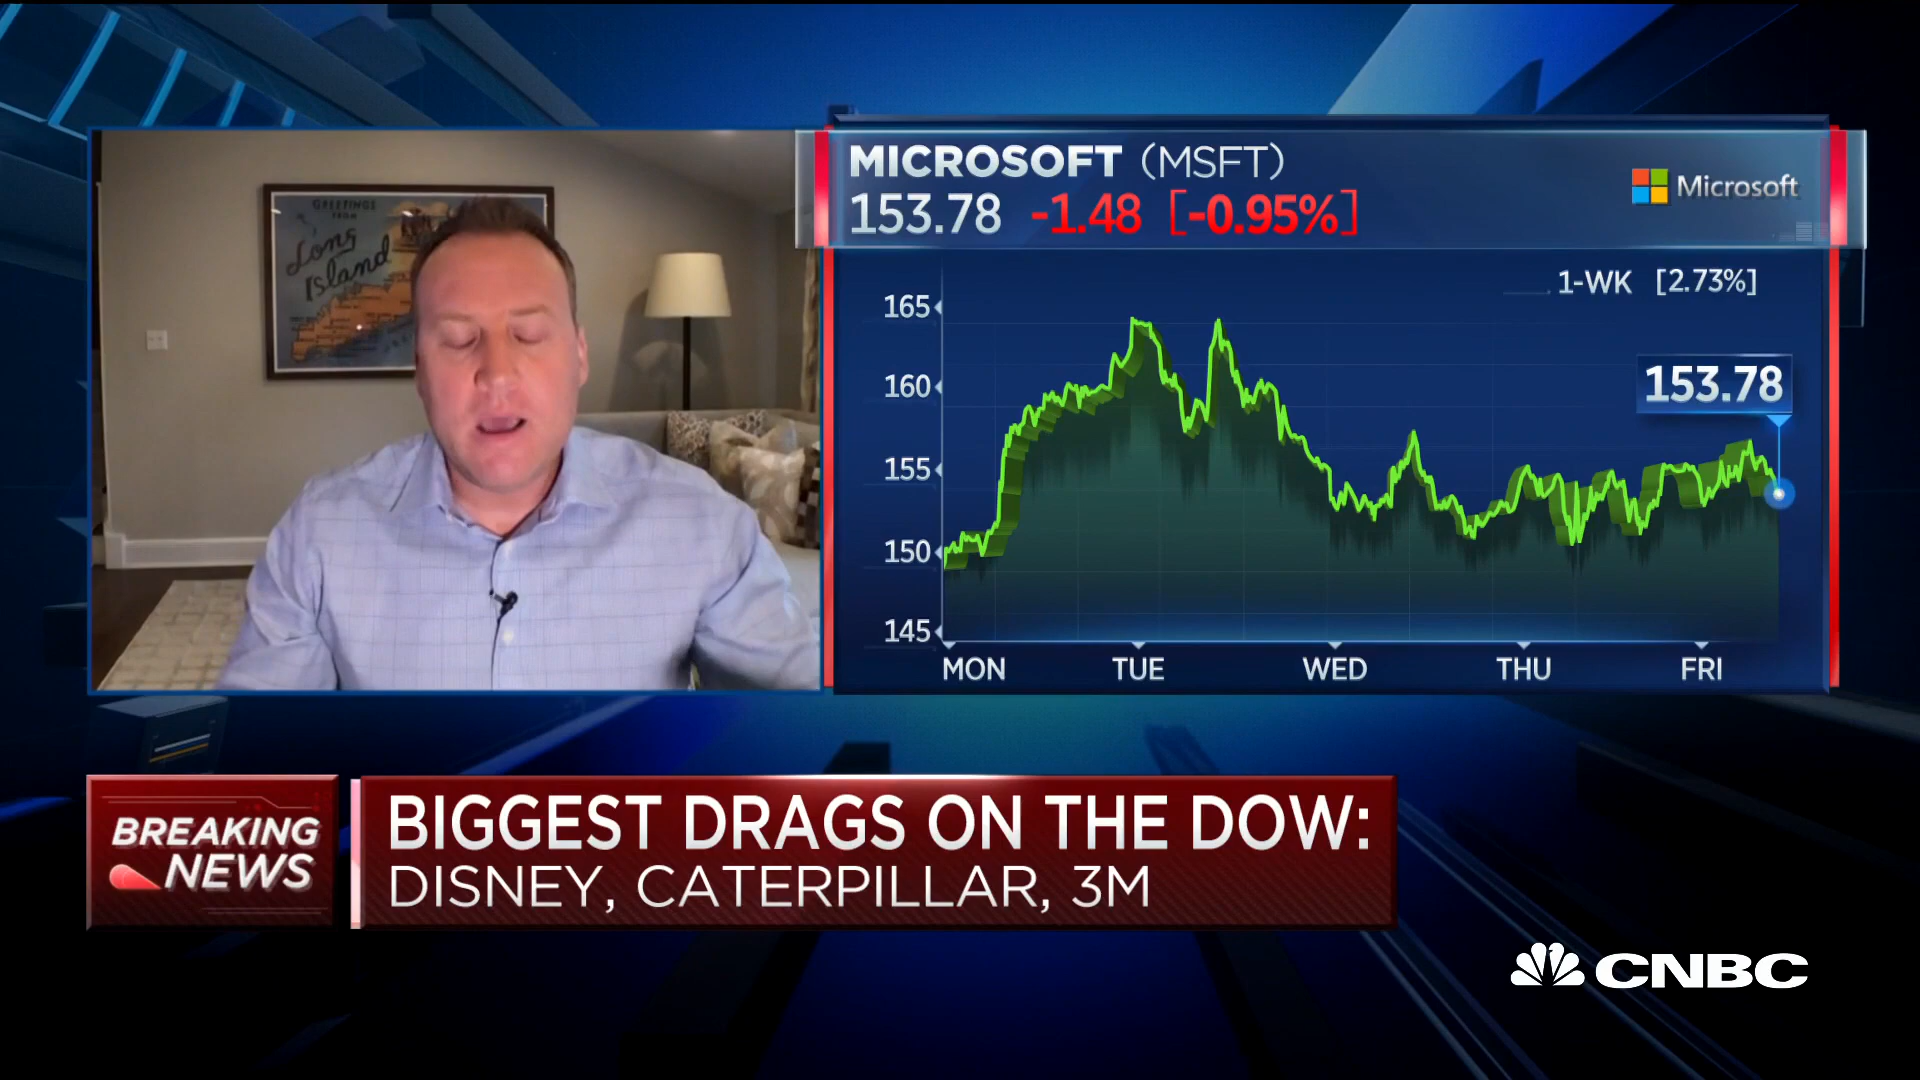 GREETINGS
FROM
Long
Island
MICROSOFT (MSFT)
153.78 -1.48 [-0.95%]
Microsoft
1-WK [2.73%]
165
160
155
150
145
153.78
MON TUE WED THU FRI
BREAKING
NEWS
BIGGEST DRAGS ON THE DOW:
DISNEY, CATERPILLAR, 3M
CNBC